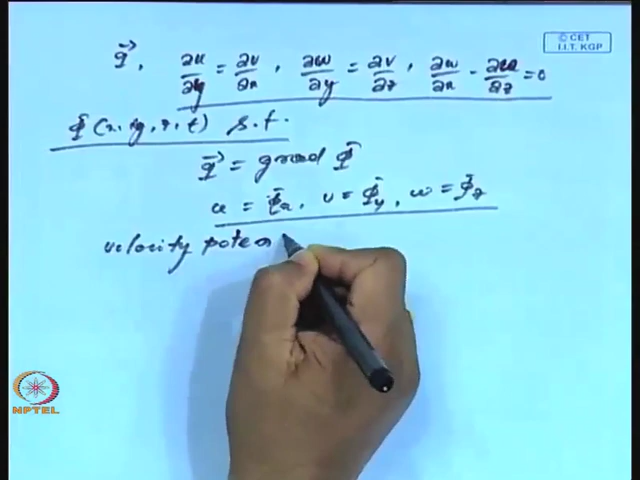 © CET
I.I.T. KGP
q⃗, ∂u/∂y = ∂v/∂x, ∂w/∂y = ∂v/∂z, ∂w/∂x - ∂u/∂z = 0
Φ(x, y, z, t) s.t.
q⃗ = grad Φ
u = Φx, v = Φy, w = Φz
velocity poten
NPTEL